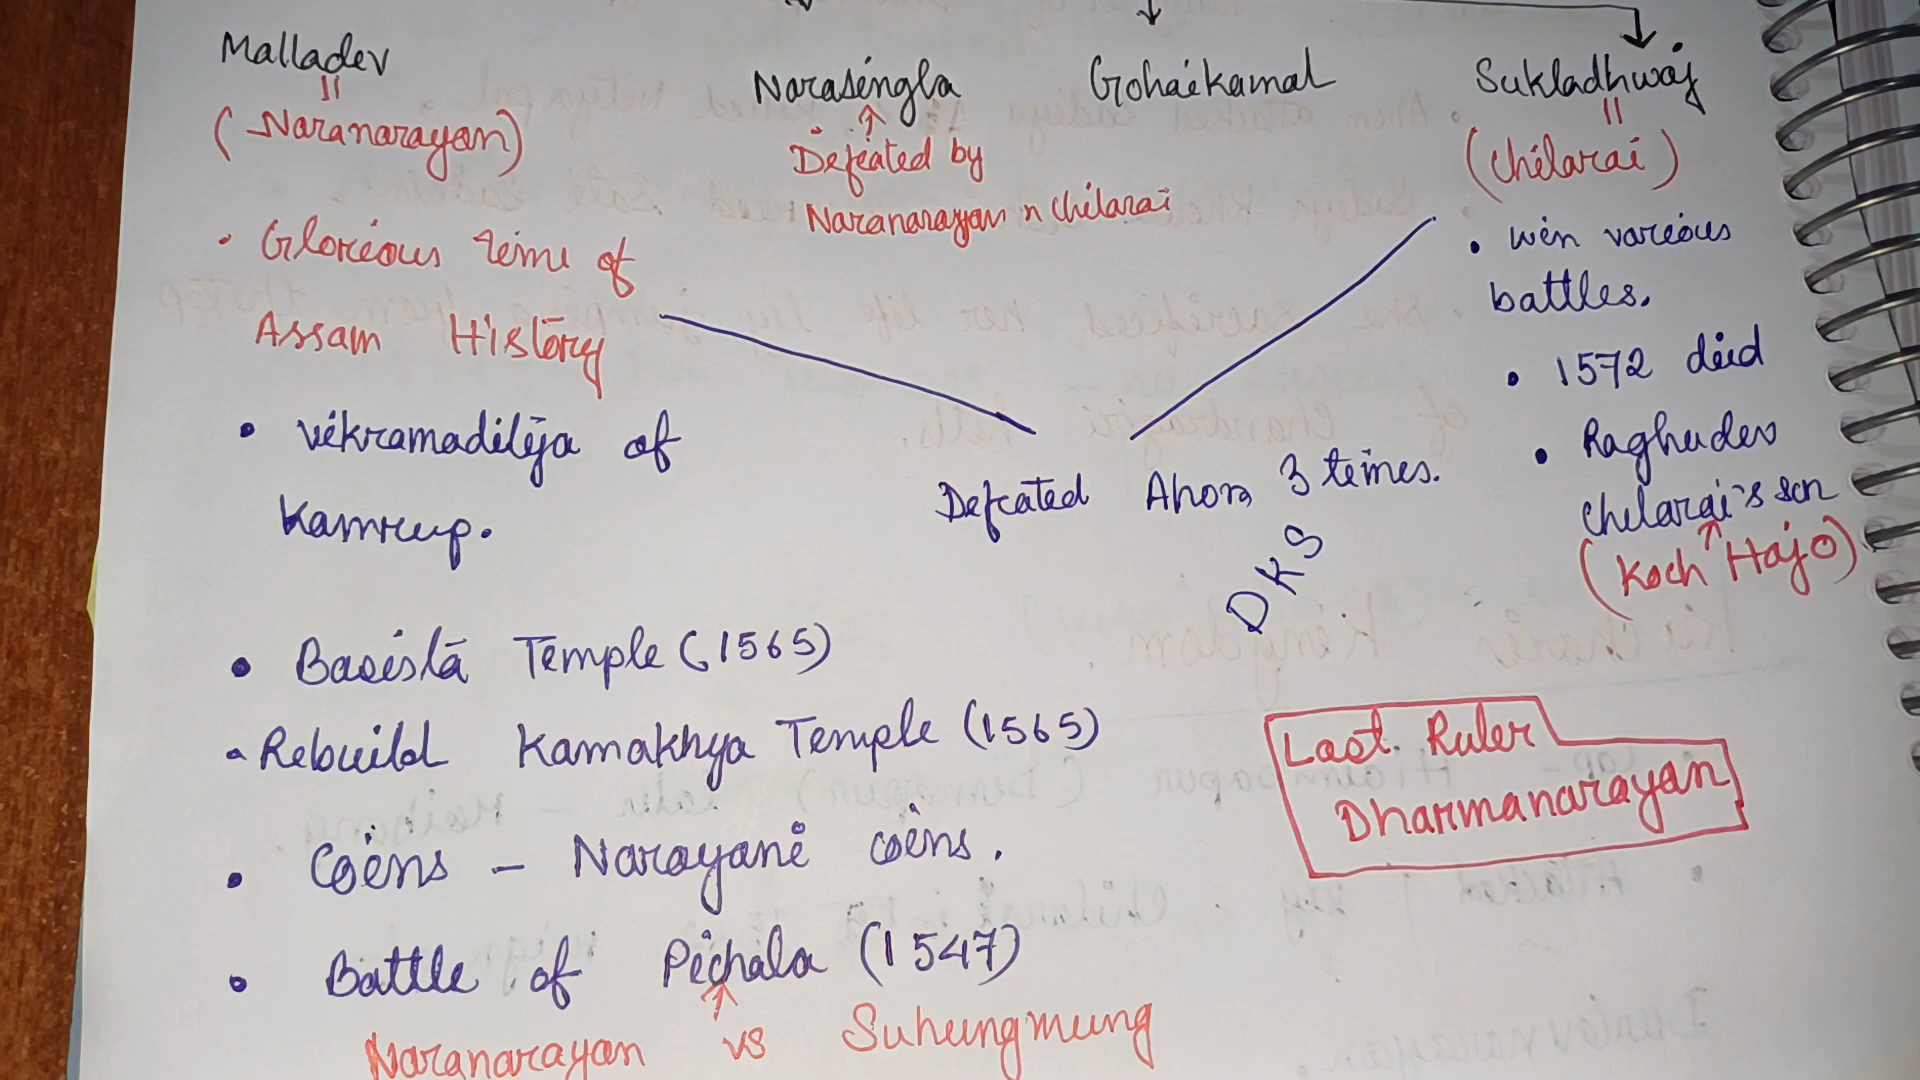 Malladev
(Naranarayan)
• Glorious time of
Assam History
• vikramaditya of
Kamrup.
• Basista Temple (1565)
• Rebuild Kamakhya Temple (1565)
• Coins - Narayani coins.
• Battle of Pichala (1547)
Naranarayan vs Suhungmung
Narasingha
Defeated by
Naranarayan n Chilarai
Gohaikamal
Sukladhwaj
(Chilarai)
• win various
battles.
• 1572 died
• Raghudev
Chilarai's son
(Koch Hajo)
Defeated Ahom 3 times.
DKS
Last Ruler
Dharmanarayan